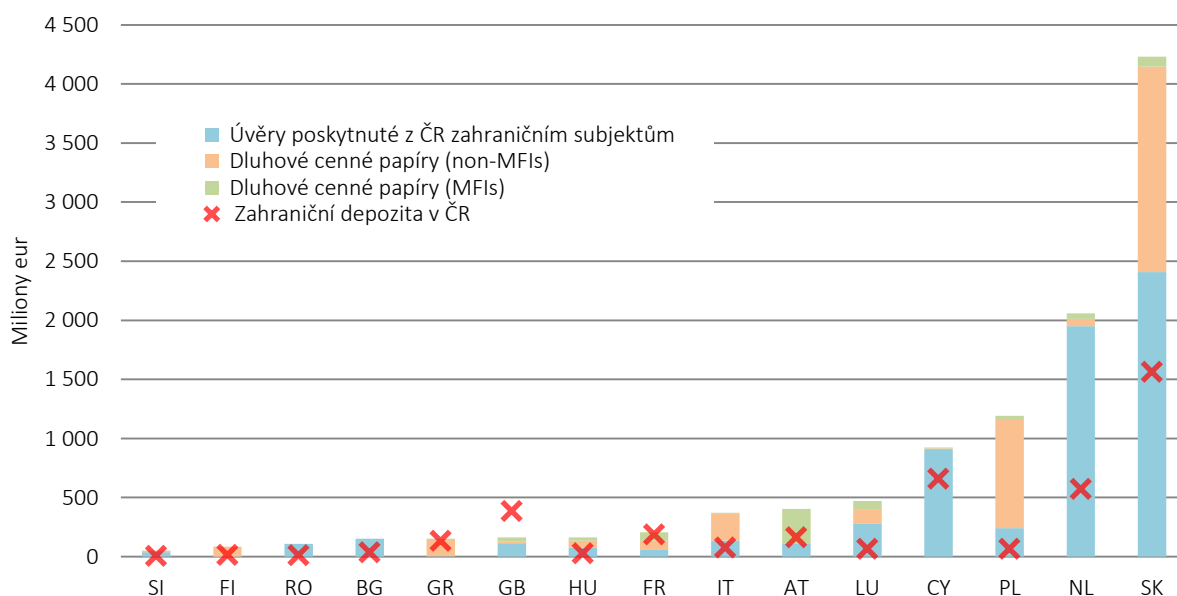 4 500
4 000
3 500
3 000
2 500
2 000
1 500
1 000
500
0
Miliony eur
Úvěry poskytnuté z ČR zahraničním subjektům
Dluhové cenné papíry (non-MFIs)
Dluhové cenné papíry (MFIs)
Zahraniční depozita v ČR
SI FI RO BG GR GB HU FR IT AT LU CY PL NL SK